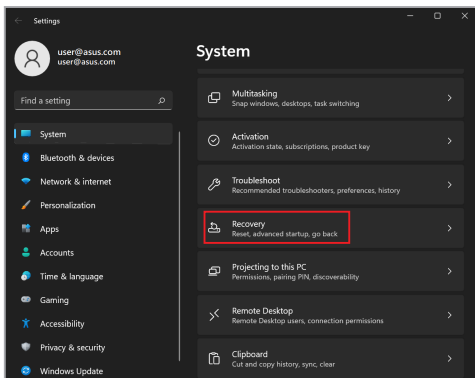 Settings
user@asus.com
user@asus.com
Find a setting
System
Bluetooth & devices
Network & internet
Personalization
Apps
Accounts
Time & language
Gaming
Accessibility
Privacy & security
Windows Update
System
Multitasking
Snap windows, desktops, task switching
Activation
Activation state, subscriptions, product key
Troubleshoot
Recommended troubleshooters, preferences, history
Recovery
Reset, advanced startup, go back
Projecting to this PC
Permissions, pairing PIN, discoverability
Remote Desktop
Remote Desktop users, connection permissions
Clipboard
Cut and copy history, sync, clear